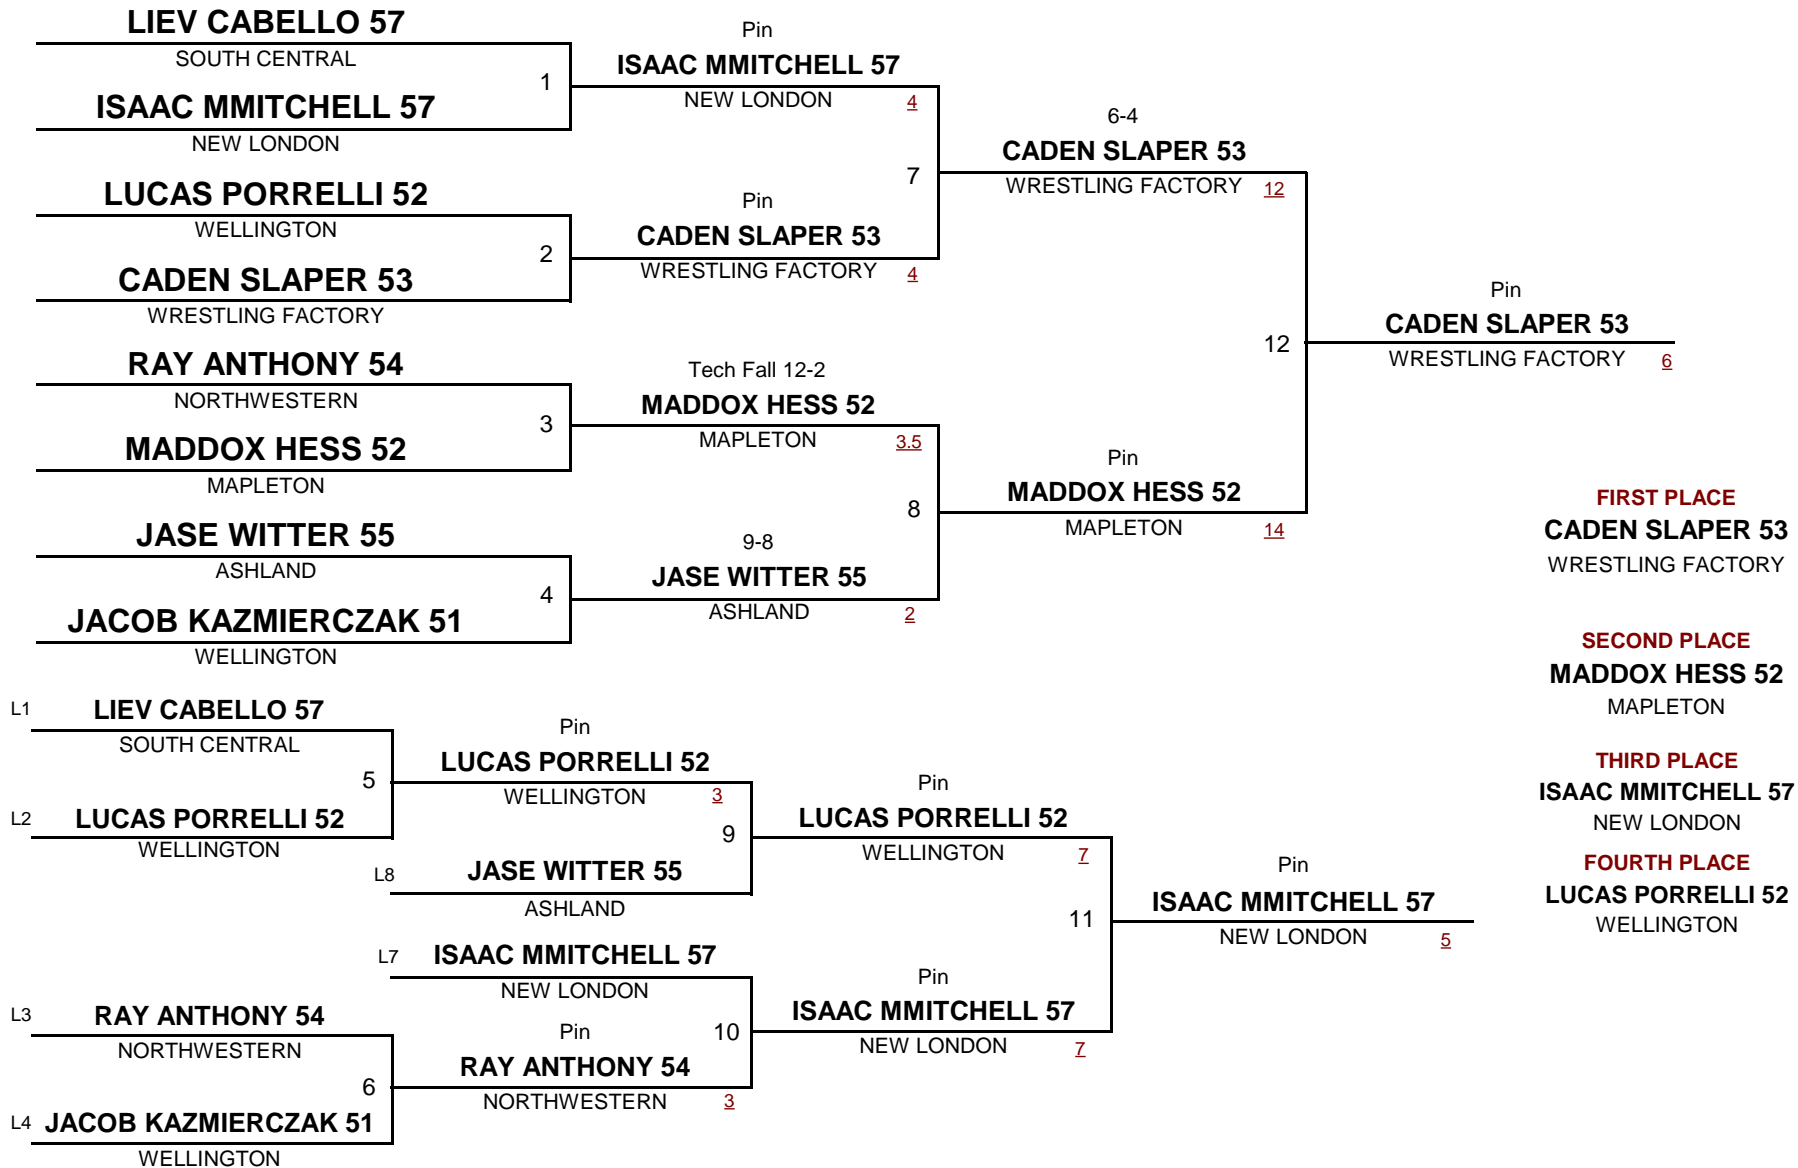 LIEV CABELLO 57
SOUTH CENTRAL
1
ISAAC MMITCHELL 57
NEW LONDON
Pin
ISAAC MMITCHELL 57
NEW LONDON 4
LUCAS PORRELLI 52
WELLINGTON
2
CADEN SLAPER 53
WRESTLING FACTORY
Pin
CADEN SLAPER 53
WRESTLING FACTORY 4
7
6-4
CADEN SLAPER 53
WRESTLING FACTORY 12
RAY ANTHONY 54
NORTHWESTERN
3
MADDOX HESS 52
MAPLETON
Tech Fall 12-2
MADDOX HESS 52
MAPLETON 3.5
JASE WITTER 55
ASHLAND
4
JACOB KAZMIERCZAK 51
WELLINGTON
9-8
JASE WITTER 55
ASHLAND 2
8
Pin
MADDOX HESS 52
MAPLETON 14
12
Pin
CADEN SLAPER 53
WRESTLING FACTORY 6
FIRST PLACE
CADEN SLAPER 53
WRESTLING FACTORY
SECOND PLACE
MADDOX HESS 52
MAPLETON
THIRD PLACE
ISAAC MMITCHELL 57
NEW LONDON
FOURTH PLACE
LUCAS PORRELLI 52
WELLINGTON
L1 LIEV CABELLO 57
SOUTH CENTRAL
5
L2 LUCAS PORRELLI 52
WELLINGTON
Pin
LUCAS PORRELLI 52
WELLINGTON 3
9
L8 JASE WITTER 55
ASHLAND
Pin
LUCAS PORRELLI 52
WELLINGTON 7
L7 ISAAC MMITCHELL 57
NEW LONDON
10
L3 RAY ANTHONY 54
NORTHWESTERN
6
L4 JACOB KAZMIERCZAK 51
WELLINGTON
Pin
RAY ANTHONY 54
NORTHWESTERN 3
Pin
ISAAC MMITCHELL 57
NEW LONDON 7
11
Pin
ISAAC MMITCHELL 57
NEW LONDON 5